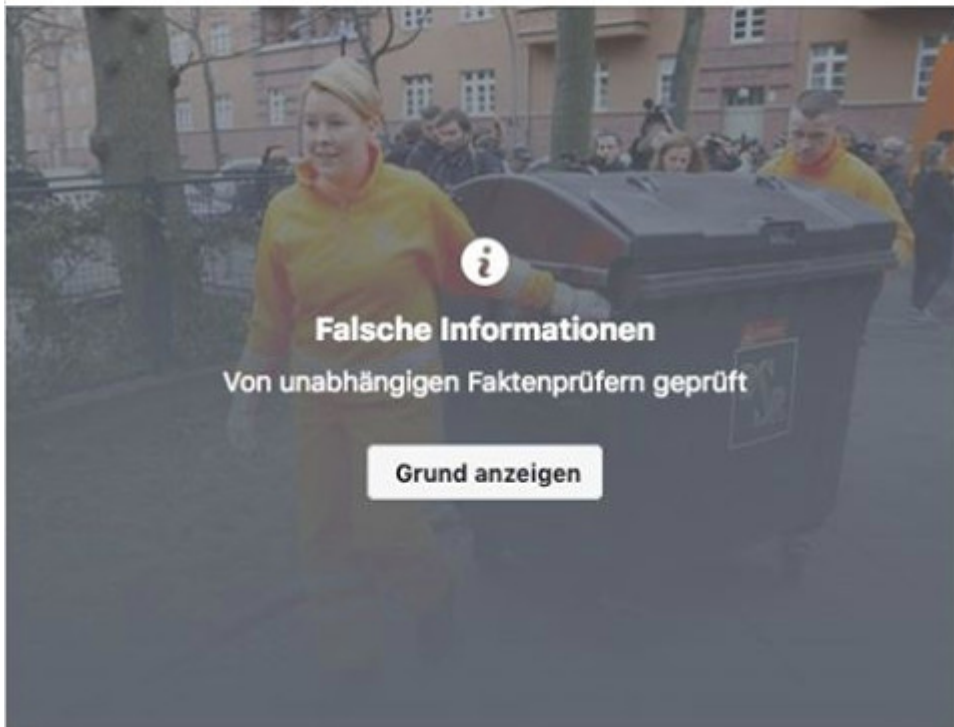 Falsche Informationen
Von unabhängigen Faktenprüfern geprüft
Grund anzeigen